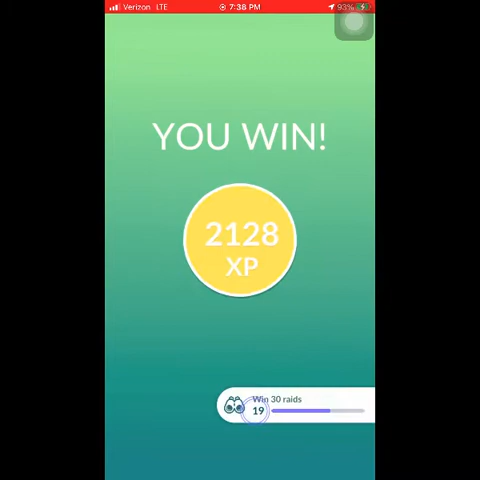 Verizon LTE 7:38 PM 93%
YOU WIN!
2128
XP
Win 30 raids
19